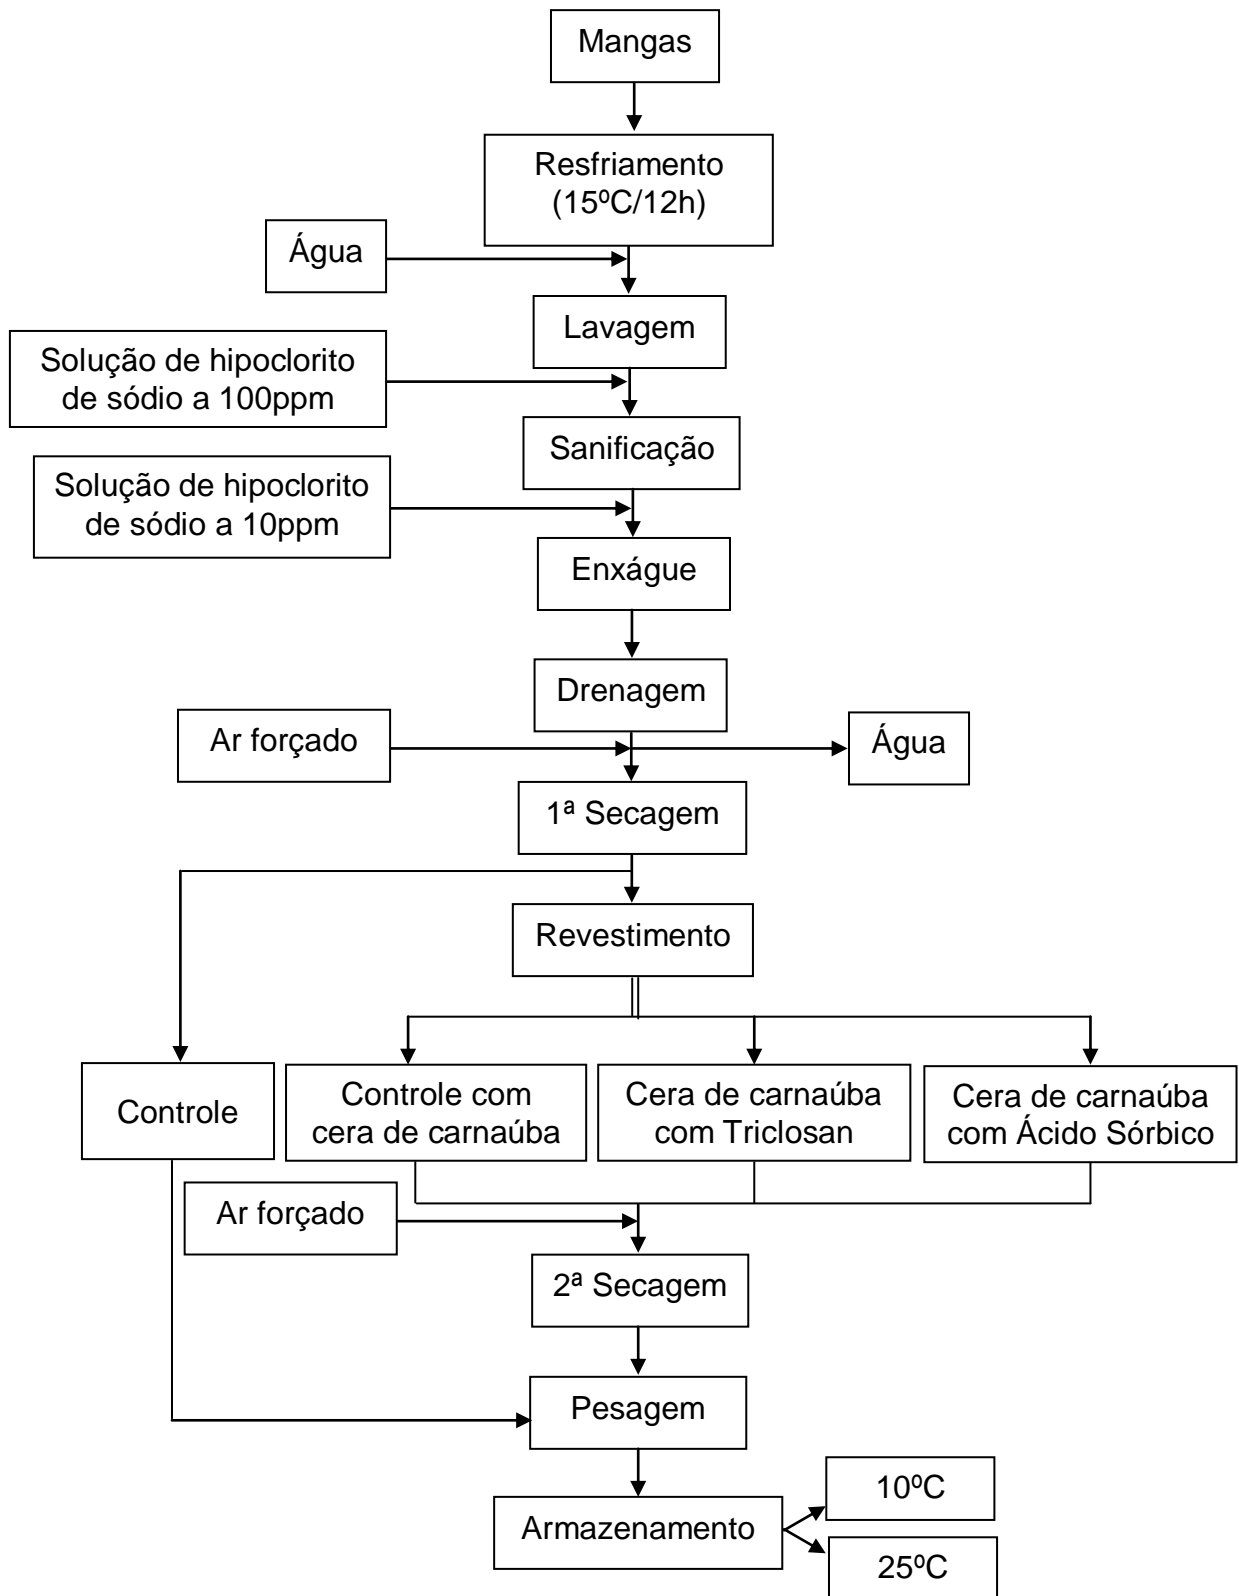 Mangas
Resfriamento
(15ºC/12h)
Água
Lavagem
Solução de hipoclorito
de sódio a 100ppm
Sanificação
Solução de hipoclorito
de sódio a 10ppm
Enxágue
Drenagem
Ar forçado
Água
1ª Secagem
Revestimento
Controle
Controle com
cera de carnaúba
Cera de carnaúba
com Triclosan
Cera de carnaúba
com Ácido Sórbico
Ar forçado
2ª Secagem
Pesagem
Armazenamento
10ºC
25ºC